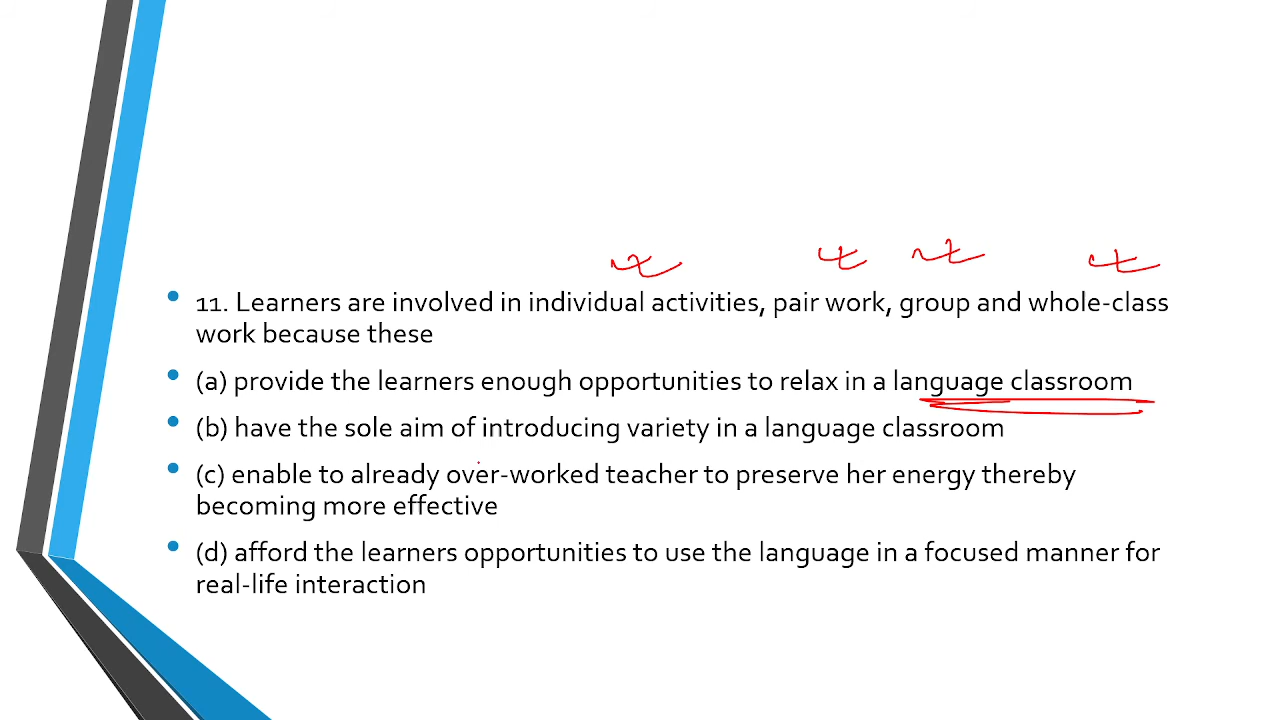 11. Learners are involved in individual activities, pair work, group and whole-class
work because these
(a) provide the learners enough opportunities to relax in a language classroom
(b) have the sole aim of introducing variety in a language classroom
(c) enable to already over-worked teacher to preserve her energy thereby
becoming more effective
(d) afford the learners opportunities to use the language in a focused manner for
real-life interaction